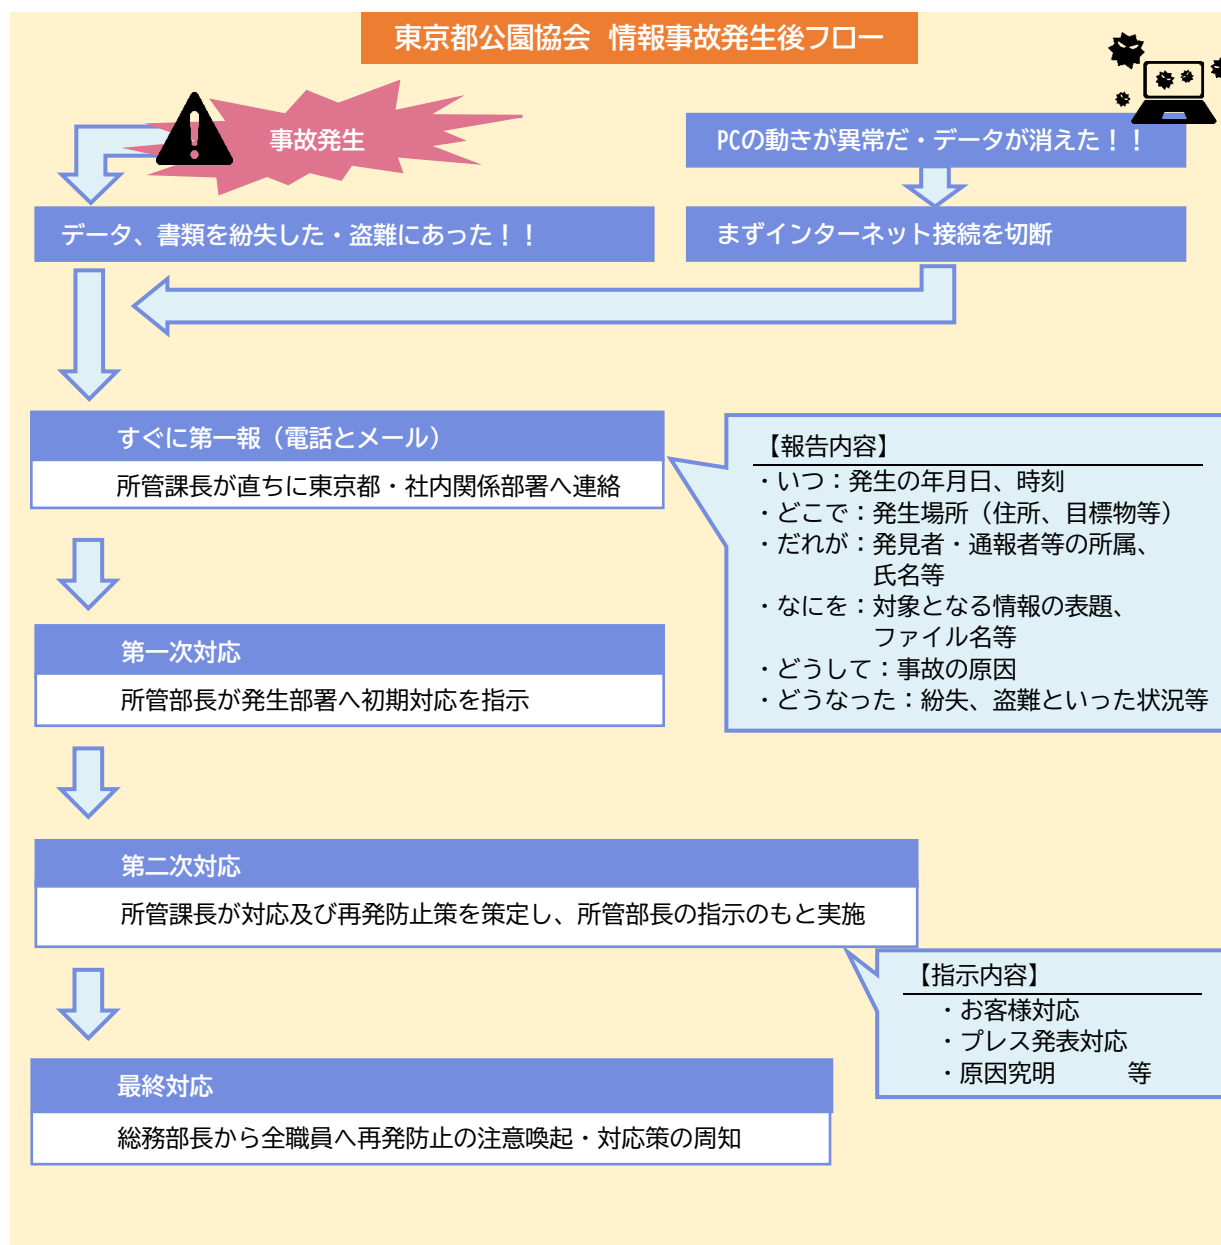 東京都公園協会 情報事故発生後フロー
事故発生
PCの動きが異常だ・データが消えた！！
データ、書類を紛失した・盗難にあった！！
まずインターネット接続を切断
すぐに第一報（電話とメール）
所管課長が直ちに東京都・社内関係部署へ連絡
【報告内容】
・いつ：発生の年月日、時刻
・どこで：発生場所（住所、目標物等）
・だれが：発見者・通報者等の所属、
氏名等
・なにを：対象となる情報の表題、
ファイル名等
・どうして：事故の原因
・どうなった：紛失、盗難といった状況等
第一次対応
所管部長が発生部署へ初期対応を指示
第二次対応
所管課長が対応及び再発防止策を策定し、所管部長の指示のもと実施
【指示内容】
・お客様対応
・プレス発表対応
・原因究明　　　等
最終対応
総務部長から全職員へ再発防止の注意喚起・対応策の周知